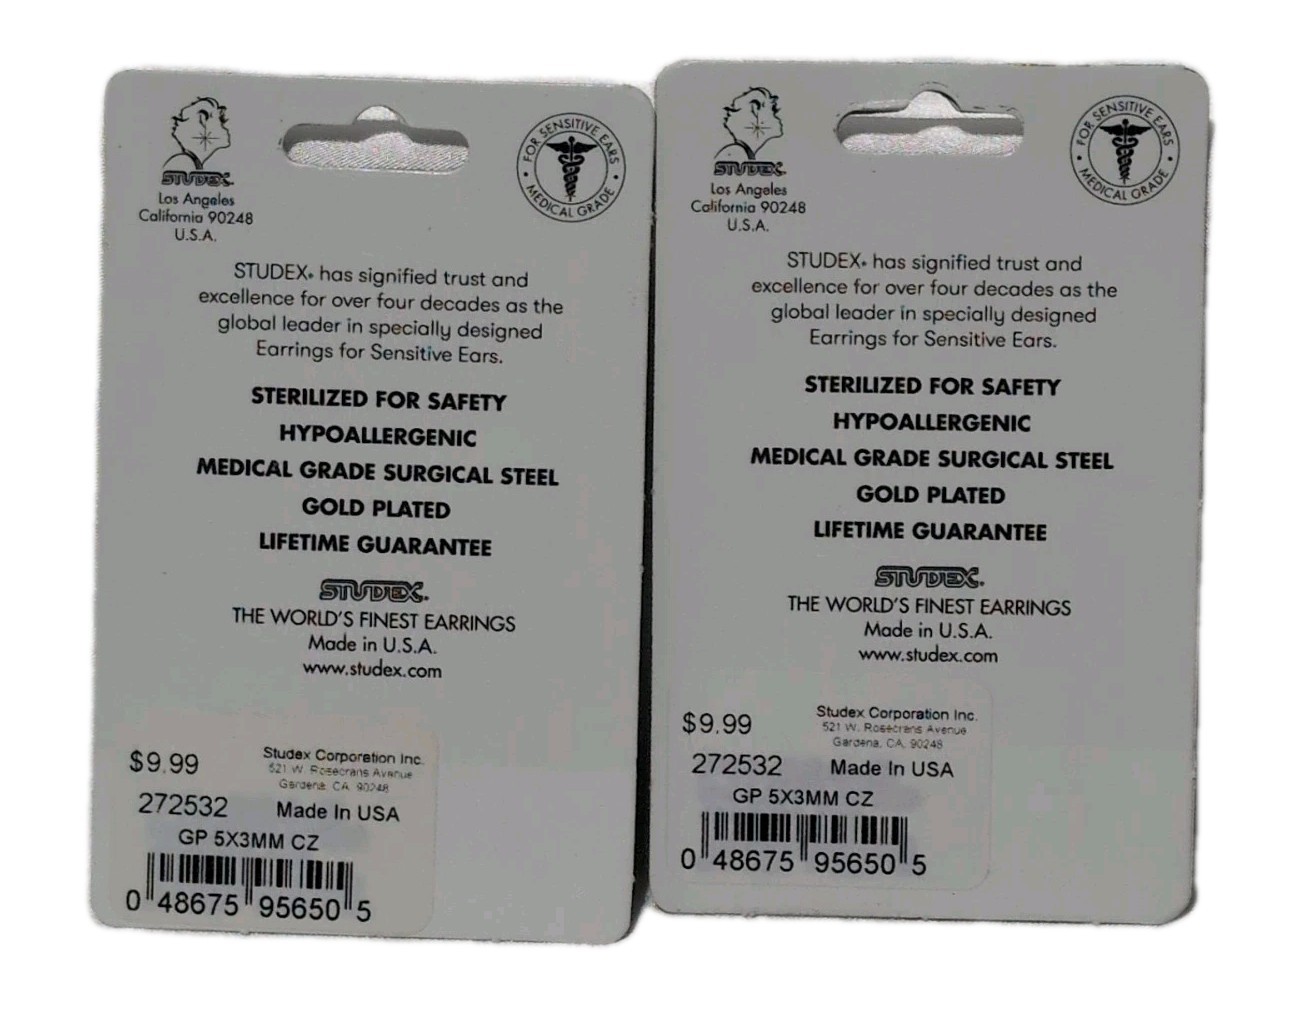 STUDEX
Los Angeles
California 90248
U.S.A.
FOR SENSITIVE EARS
• MEDICAL GRADE •
STUDEX® has signified trust and
excellence for over four decades as the
global leader in specially designed
Earrings for Sensitive Ears.
STERILIZED FOR SAFETY
HYPOALLERGENIC
MEDICAL GRADE SURGICAL STEEL
GOLD PLATED
LIFETIME GUARANTEE
STUDEX®
THE WORLD'S FINEST EARRINGS
Made in U.S.A.
www.studex.com
$9.99
Studex Corporation Inc.
521 W. Rosecrans Avenue
Gardena, CA. 90248
272532
Made In USA
GP 5X3MM CZ
0 48675 95650 5
STUDEX
Los Angeles
California 90248
U.S.A.
FOR SENSITIVE EARS
• MEDICAL GRADE •
STUDEX® has signified trust and
excellence for over four decades as the
global leader in specially designed
Earrings for Sensitive Ears.
STERILIZED FOR SAFETY
HYPOALLERGENIC
MEDICAL GRADE SURGICAL STEEL
GOLD PLATED
LIFETIME GUARANTEE
STUDEX®
THE WORLD'S FINEST EARRINGS
Made in U.S.A.
www.studex.com
$9.99
Studex Corporation Inc.
521 W. Rosecrans Avenue
Gardena, CA. 90248
272532
Made In USA
GP 5X3MM CZ
0 48675 95650 5